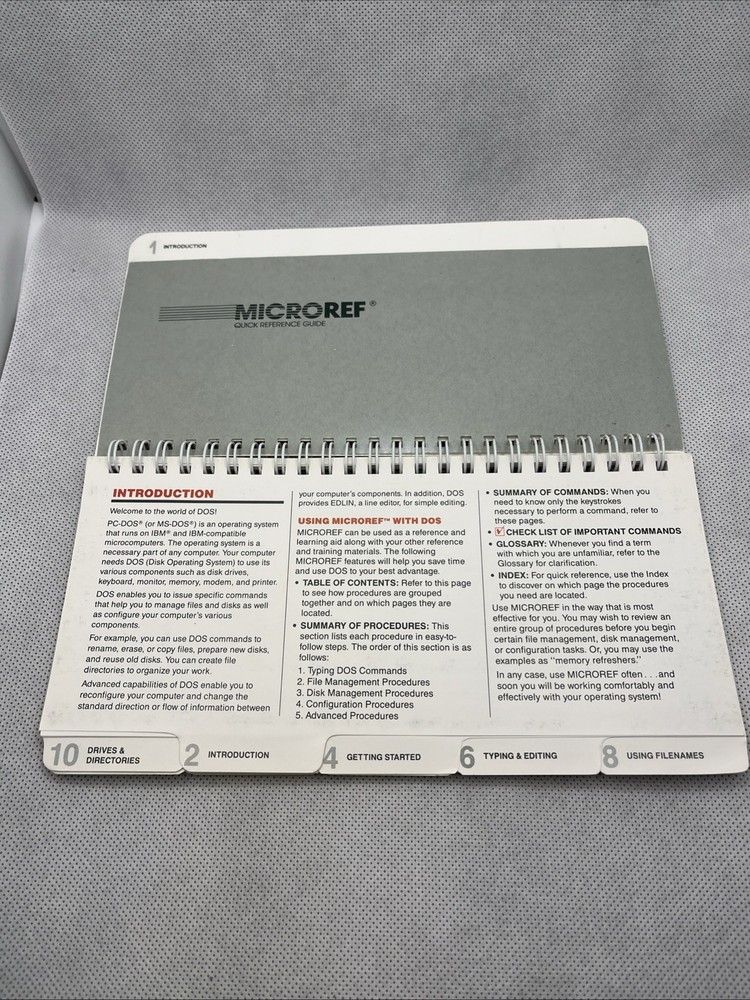 1 INTRODUCTION
MICROREF®
QUICK REFERENCE GUIDE
INTRODUCTION
Welcome to the world of DOS!
PC-DOS® (or MS-DOS®) is an operating system
that runs on IBM® and IBM-compatible
microcomputers. The operating system is a
necessary part of any computer. Your computer
needs DOS (Disk Operating System) to use its
various components such as disk drives,
keyboard, monitor, memory, modem, and printer.
DOS enables you to issue specific commands
that help you to manage files and disks as well
as configure your computer's various
components.
For example, you can use DOS commands to
rename, erase, or copy files, prepare new disks,
and reuse old disks. You can create file
directories to organize your work.
Advanced capabilities of DOS enable you to
reconfigure your computer and change the
standard direction or flow of information between
your computer's components. In addition, DOS
provides EDLIN, a line editor, for simple editing.
USING MICROREF™ WITH DOS
MICROREF can be used as a reference and
learning aid along with your other reference
and training materials. The following
MICROREF features will help you save time
and use DOS to your best advantage.
• TABLE OF CONTENTS: Refer to this page
to see how procedures are grouped
together and on which pages they are
located.
• SUMMARY OF PROCEDURES: This
section lists each procedure in easy-to-
follow steps. The order of this section is as
follows:
1. Typing DOS Commands
2. File Management Procedures
3. Disk Management Procedures
4. Configuration Procedures
5. Advanced Procedures
• SUMMARY OF COMMANDS: When you
need to know only the keystrokes
necessary to perform a command, refer to
these pages.
• ☑ CHECK LIST OF IMPORTANT COMMANDS
• GLOSSARY: Whenever you find a term
with which you are unfamiliar, refer to the
Glossary for clarification.
• INDEX: For quick reference, use the Index
to discover on which page the procedures
you need are located.
Use MICROREF in the way that is most
effective for you. You may wish to review an
entire group of procedures before you begin
certain file management, disk management,
or configuration tasks. Or, you may use the
examples as "memory refreshers."
In any case, use MICROREF often . . . and
soon you will be working comfortably and
effectively with your operating system!
10 DRIVES &
DIRECTORIES
2 INTRODUCTION
4 GETTING STARTED
6 TYPING & EDITING
8 USING FILENAMES